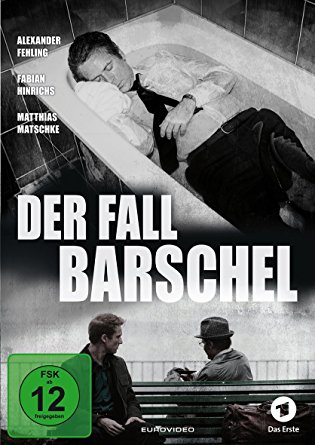 ALEXANDER
FEHLING
FABIAN
HINRICHS
MATTHIAS
MATSCHKE
DER FALL
BARSCHEL
FSK
ab
12
freigegeben
EUROVIDEO
Das Erste